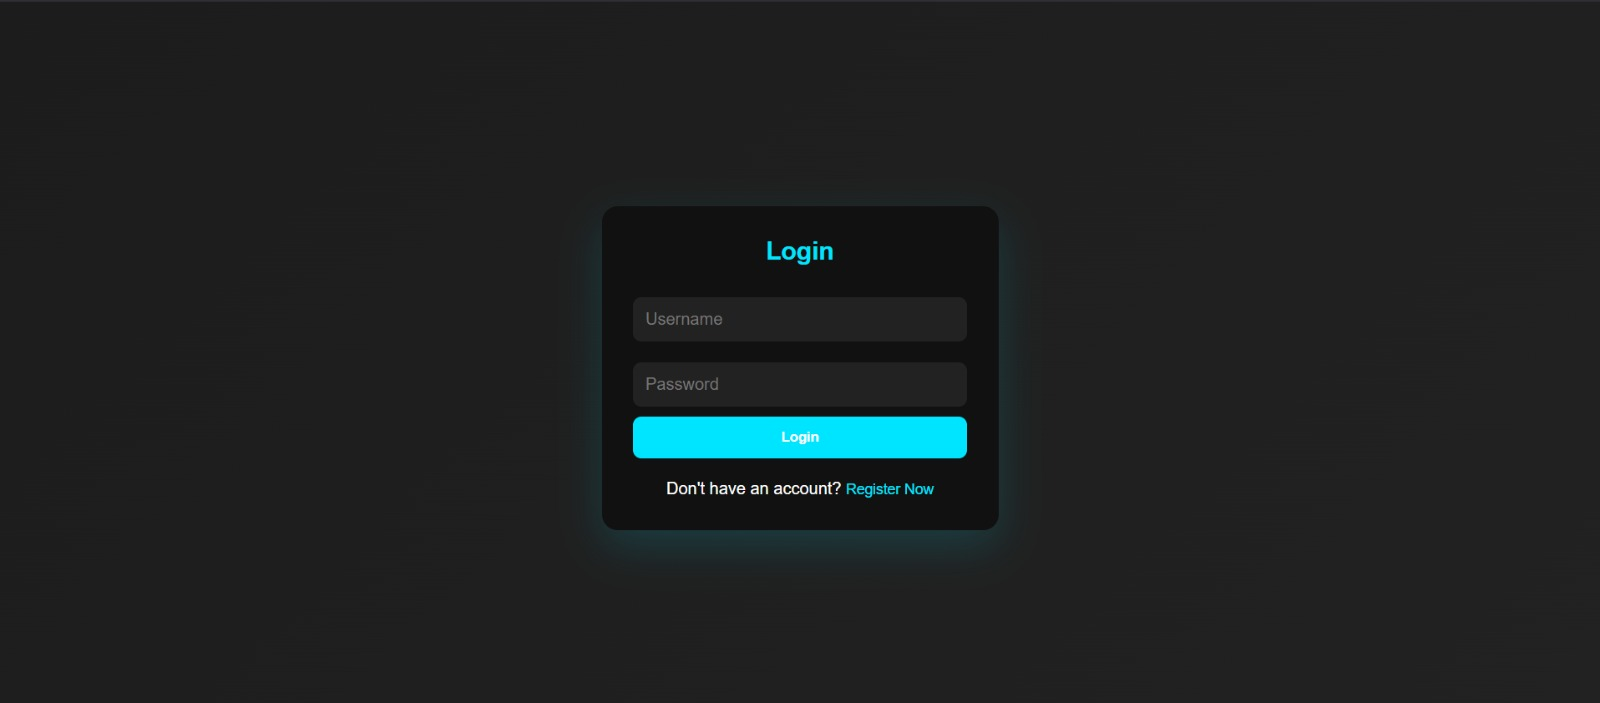 Login
Username
Password
Login
Don't have an account? Register Now